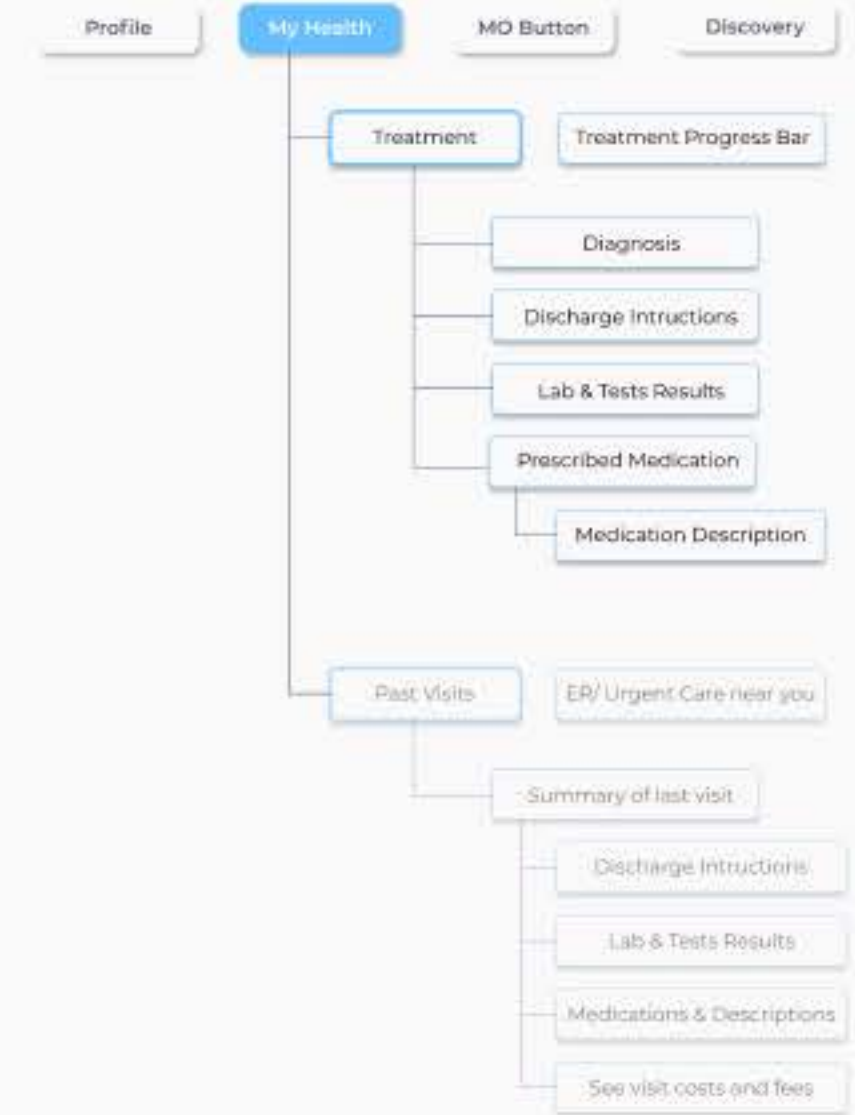 Profile
My Health
MO Button
Discovery
Treatment
Treatment Progress Bar
Diagnosis
Discharge Intructions
Lab & Tests Results
Prescribed Medication
Medication Description
Past Visits
ER/ Urgent Care near you
Summary of last visit
Discharge Intructions
Lab & Tests Results
Medications & Descriptions
See visit costs and fees